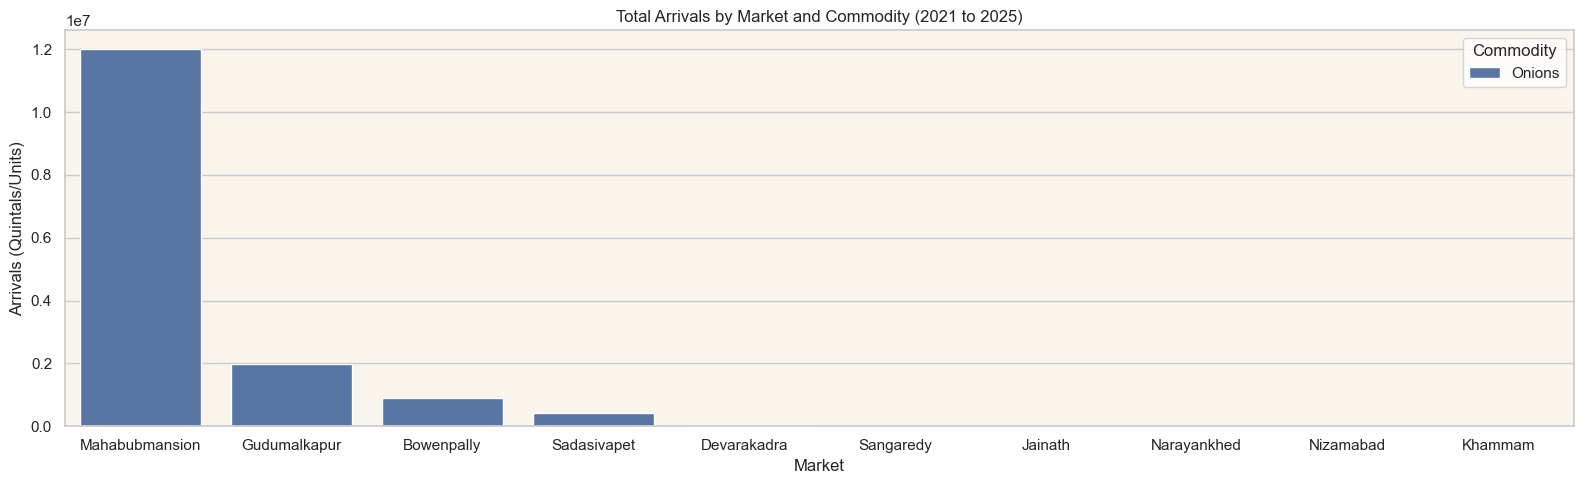 Total Arrivals by Market and Commodity (2021 to 2025)
1e7
Commodity
Onions
1.2
1.0
0.8
0.6
0.4
0.2
0.0
Arrivals (Quintals/Units)
Mahabubmansion Gudumalkapur Bowenpally Sadasivapet Devarakadra Sangaredy Jainath Narayankhed Nizamabad Khammam
Market